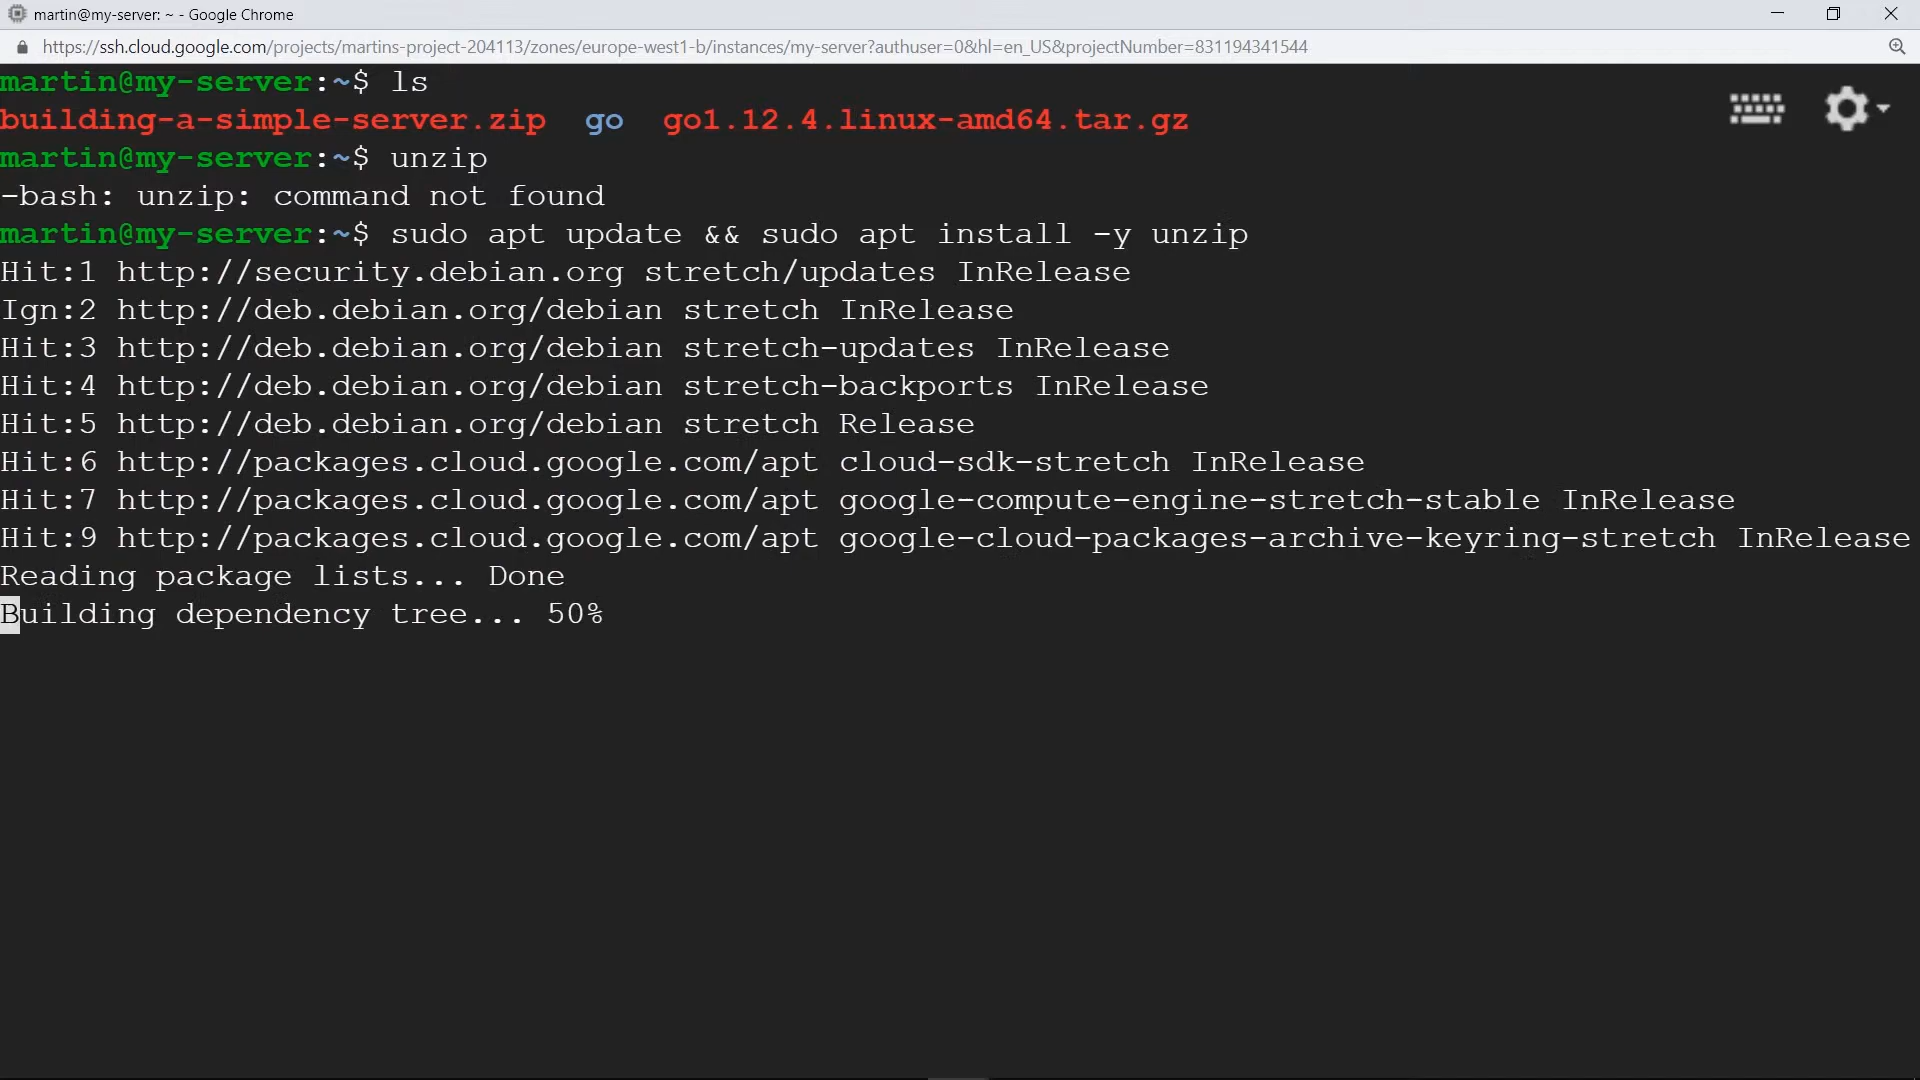 martin@my-server: ~ - Google Chrome
https://ssh.cloud.google.com/projects/martins-project-204113/zones/europe-west1-b/instances/my-server?authuser=0&hl=en_US&projectNumber=831194341544
martin@my-server:~$ ls
building-a-simple-server.zip  go  go1.12.4.linux-amd64.tar.gz
martin@my-server:~$ unzip
-bash: unzip: command not found
martin@my-server:~$ sudo apt update && sudo apt install -y unzip
Hit:1 http://security.debian.org stretch/updates InRelease
Ign:2 http://deb.debian.org/debian stretch InRelease
Hit:3 http://deb.debian.org/debian stretch-updates InRelease
Hit:4 http://deb.debian.org/debian stretch-backports InRelease
Hit:5 http://deb.debian.org/debian stretch Release
Hit:6 http://packages.cloud.google.com/apt cloud-sdk-stretch InRelease
Hit:7 http://packages.cloud.google.com/apt google-compute-engine-stretch-stable InRelease
Hit:9 http://packages.cloud.google.com/apt google-cloud-packages-archive-keyring-stretch InRelease
Reading package lists... Done
Building dependency tree... 50%